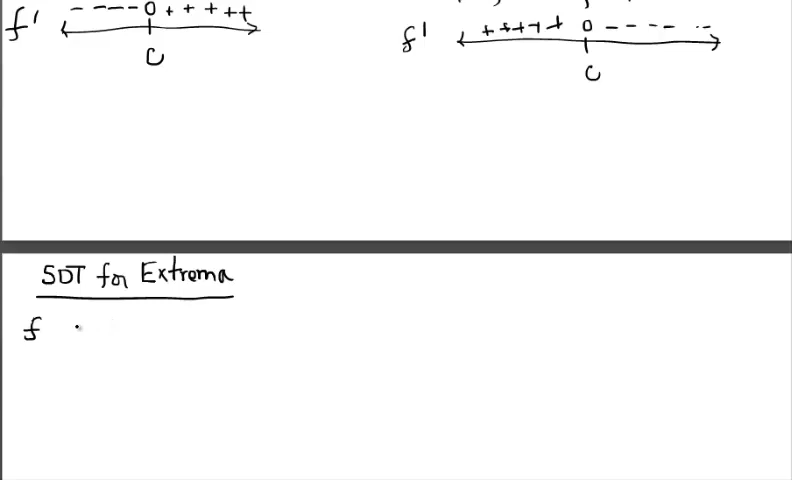 f' - - - - 0 + + + + +
c
f' + + + + + 0 - - - - - -
c
SDT for Extrema
f